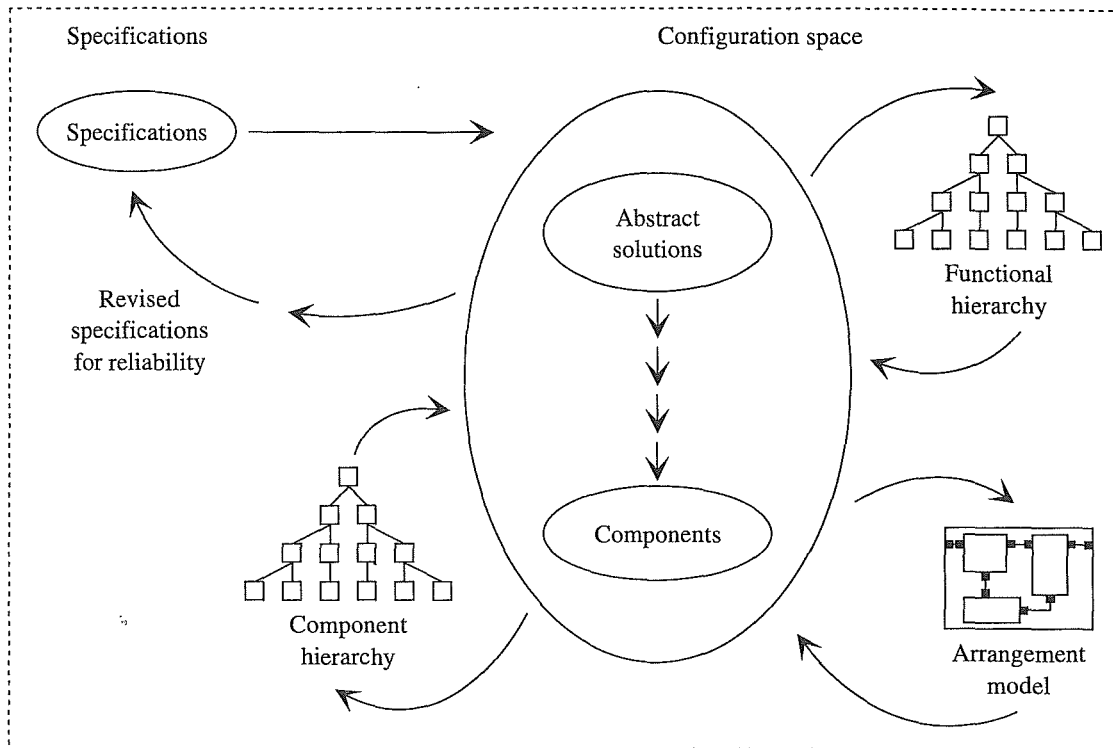 Specifications
Configuration space
Specifications
Abstract
solutions
Functional
hierarchy
Revised
specifications
for reliability
Components
Component
hierarchy
Arrangement
model